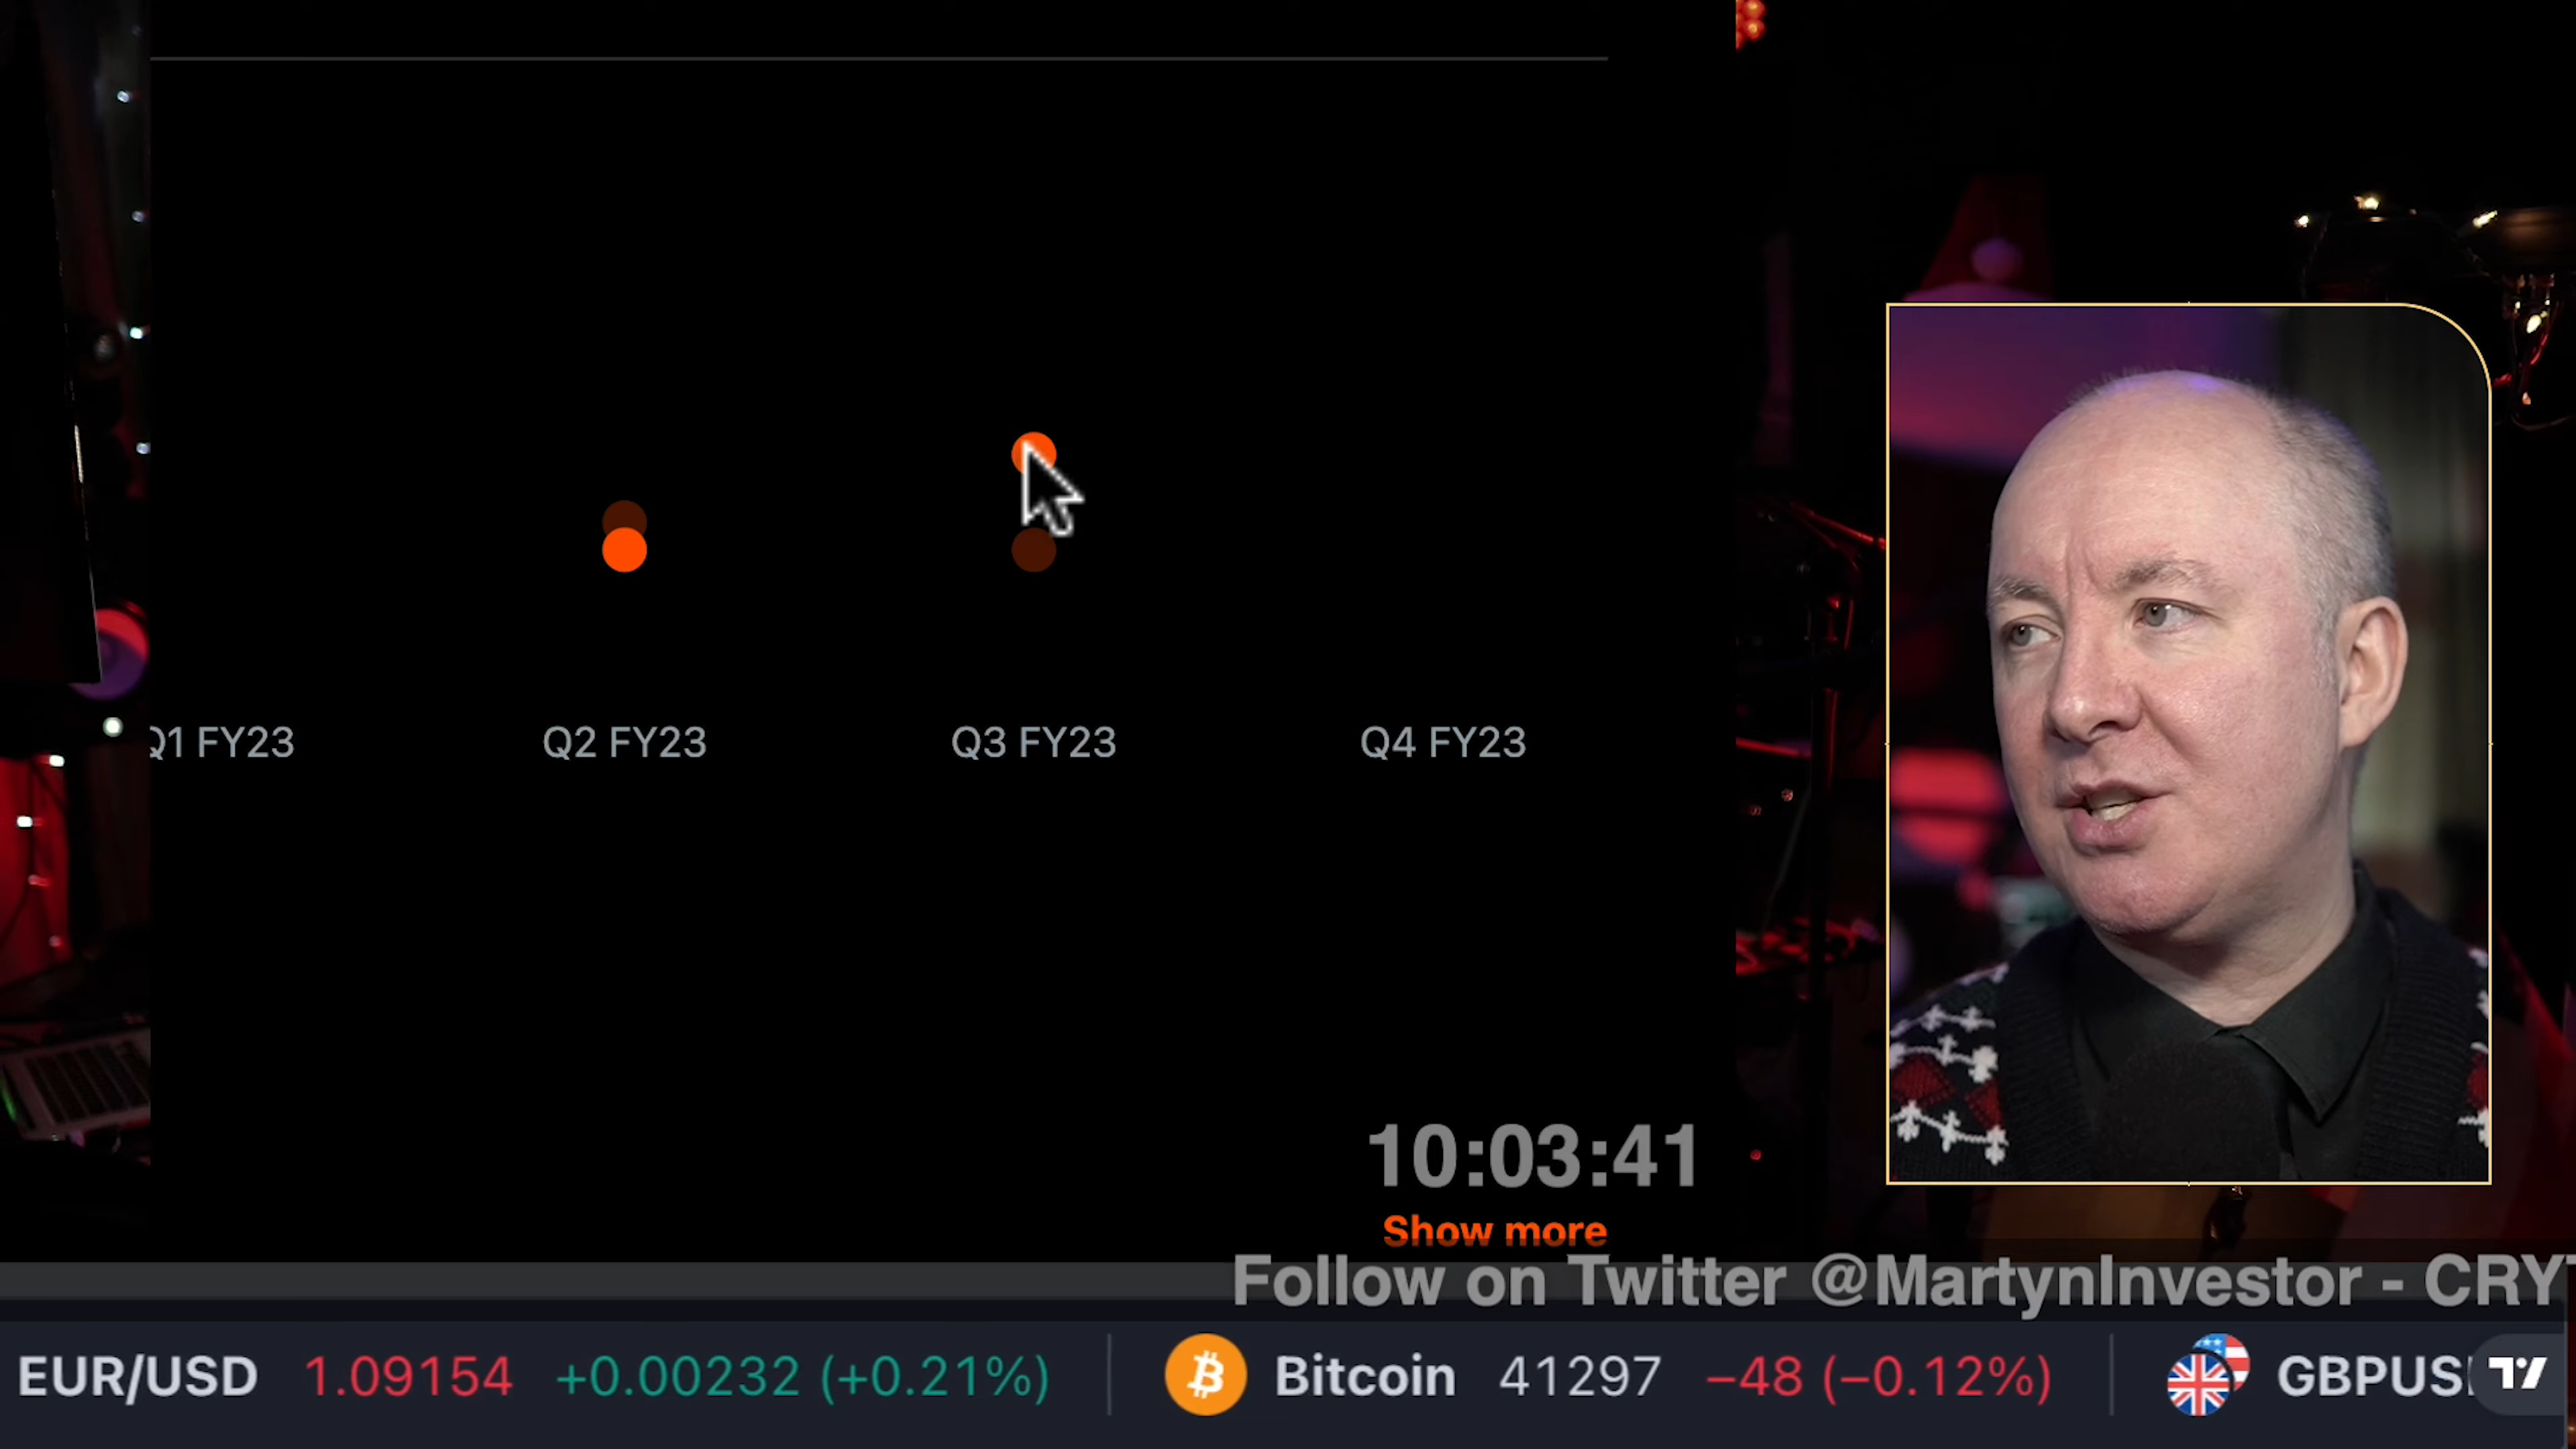 Q1 FY23
Q2 FY23
Q3 FY23
Q4 FY23
10:03:41
Show more
Follow on Twitter @MartynInvestor - CRY
EUR/USD 1.09154 +0.00232 (+0.21%)
Bitcoin 41297 −48 (−0.12%)
GBPUS